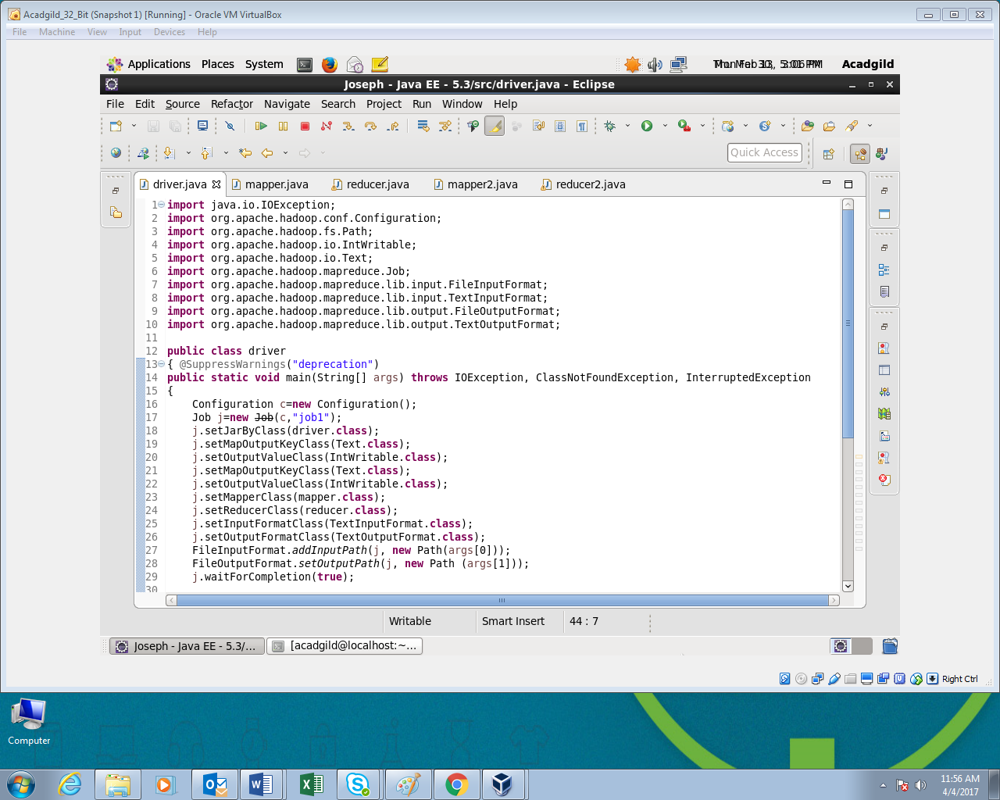 Acadgild_32_Bit (Snapshot 1) [Running] - Oracle VM VirtualBox
File Machine View Input Devices Help
Applications Places System
Acadgild
Joseph - Java EE - 5.3/src/driver.java - Eclipse
File Edit Source Refactor Navigate Search Project Run Window Help
Quick Access
driver.java mapper.java reducer.java mapper2.java reducer2.java
1 import java.io.IOException;
2 import org.apache.hadoop.conf.Configuration;
3 import org.apache.hadoop.fs.Path;
4 import org.apache.hadoop.io.IntWritable;
5 import org.apache.hadoop.io.Text;
6 import org.apache.hadoop.mapreduce.Job;
7 import org.apache.hadoop.mapreduce.lib.input.FileInputFormat;
8 import org.apache.hadoop.mapreduce.lib.input.TextInputFormat;
9 import org.apache.hadoop.mapreduce.lib.output.FileOutputFormat;
10 import org.apache.hadoop.mapreduce.lib.output.TextOutputFormat;
11
12 public class driver
13 { @SuppressWarnings("deprecation")
14 public static void main(String[] args) throws IOException, ClassNotFoundException, InterruptedException
15 {
16 Configuration c=new Configuration();
17 Job j=new Job(c,"job1");
18 j.setJarByClass(driver.class);
19 j.setMapOutputKeyClass(Text.class);
20 j.setOutputValueClass(IntWritable.class);
21 j.setMapOutputKeyClass(Text.class);
22 j.setOutputValueClass(IntWritable.class);
23 j.setMapperClass(mapper.class);
24 j.setReducerClass(reducer.class);
25 j.setInputFormatClass(TextInputFormat.class);
26 j.setOutputFormatClass(TextOutputFormat.class);
27 FileInputFormat.addInputPath(j, new Path(args[0]));
28 FileOutputFormat.setOutputPath(j, new Path (args[1]));
29 j.waitForCompletion(true);
30
Writable Smart Insert 44 : 7
Joseph - Java EE - 5.3/... [acadgild@localhost:~...
Right Ctrl
Computer
11:56 AM
4/4/2017